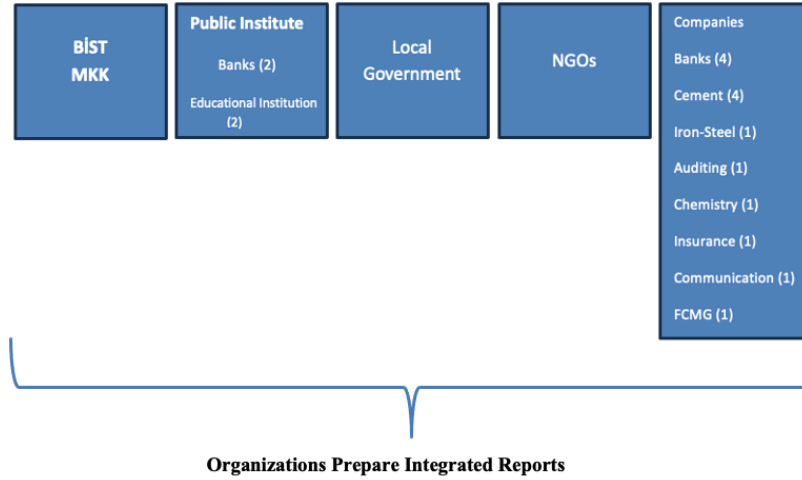 BİST
MKK
Public Institute
Banks (2)
Educational Institution
(2)
Local
Government
NGOs
Companies
Banks (4)
Cement (4)
Iron-Steel (1)
Auditing (1)
Chemistry (1)
Insurance (1)
Communication (1)
FCMG (1)
Organizations Prepare Integrated Reports